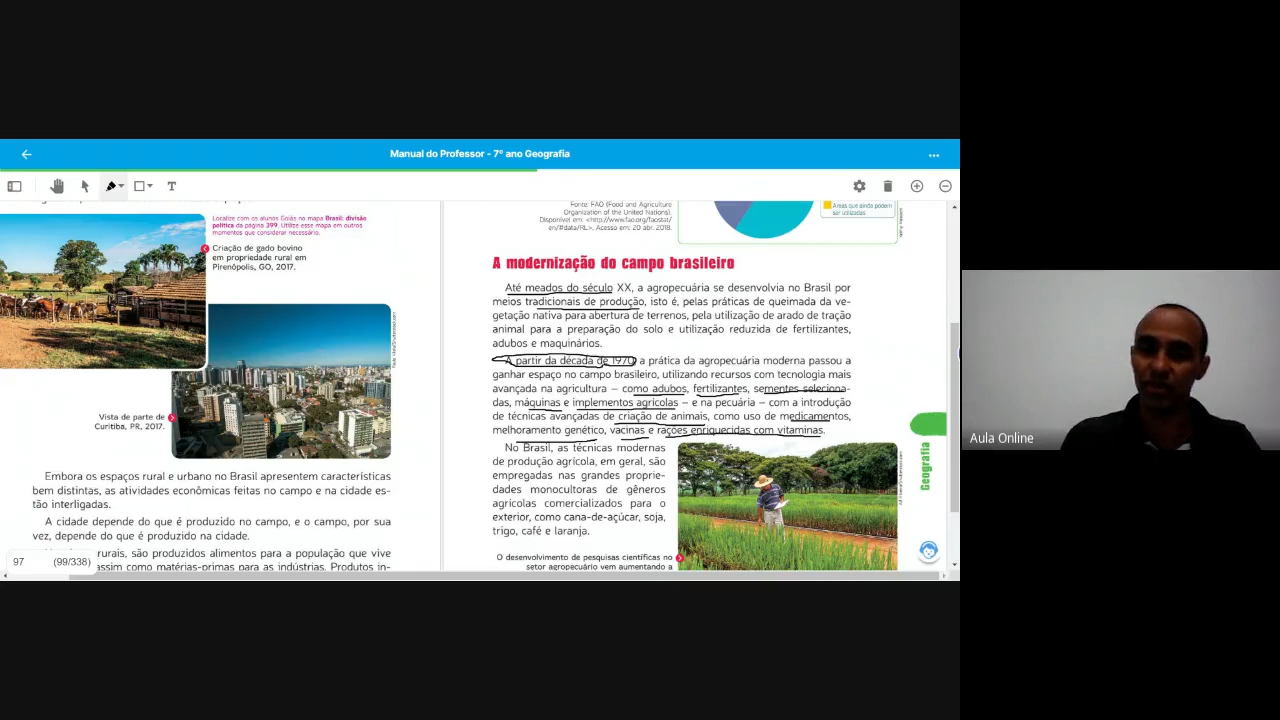 Manual do Professor - 7º ano Geografia
T
Localize com os alunos Goiás no mapa Brasil: divisão
política da página 399. Utilize esse mapa em outros
momentos que considerar necessário.
Criação de gado bovino
em propriedade rural em
Pirenópolis, GO, 2017.
Vista de parte de
Curitiba, PR, 2017.
Embora os espaços rural e urbano no Brasil apresentem características
bem distintas, as atividades econômicas feitas no campo e na cidade es-
tão interligadas.
A cidade depende do que é produzido no campo, e o campo, por sua
vez, depende do que é produzido na cidade.
rurais, são produzidos alimentos para a população que vive
assim como matérias-primas para as indústrias. Produtos in-
97 (99/338)
Fonte: FAO (Food and Agriculture
Organization of the United Nations).
Disponível em: <http://www.fao.org/faostat/
en/#data/RL>. Acesso em: 20 abr. 2018.
Áreas que ainda podem
ser utilizadas
A modernização do campo brasileiro
Até meados do século XX, a agropecuária se desenvolvia no Brasil por
meios tradicionais de produção, isto é, pelas práticas de queimada da ve-
getação nativa para abertura de terrenos, pela utilização de arado de tração
animal para a preparação do solo e utilização reduzida de fertilizantes,
adubos e maquinários.
A partir da década de 1970, a prática da agropecuária moderna passou a
ganhar espaço no campo brasileiro, utilizando recursos com tecnologia mais
avançada na agricultura – como adubos, fertilizantes, sementes seleciona-
das, máquinas e implementos agrícolas – e na pecuária – com a introdução
de técnicas avançadas de criação de animais, como uso de medicamentos,
melhoramento genético, vacinas e rações enriquecidas com vitaminas.
No Brasil, as técnicas modernas
de produção agrícola, em geral, são
empregadas nas grandes proprie-
dades monocultoras de gêneros
agrícolas comercializados para o
exterior, como cana-de-açúcar, soja,
trigo, café e laranja.
O desenvolvimento de pesquisas científicas no
setor agropecuário vem aumentando a
Geografia
Aula Online